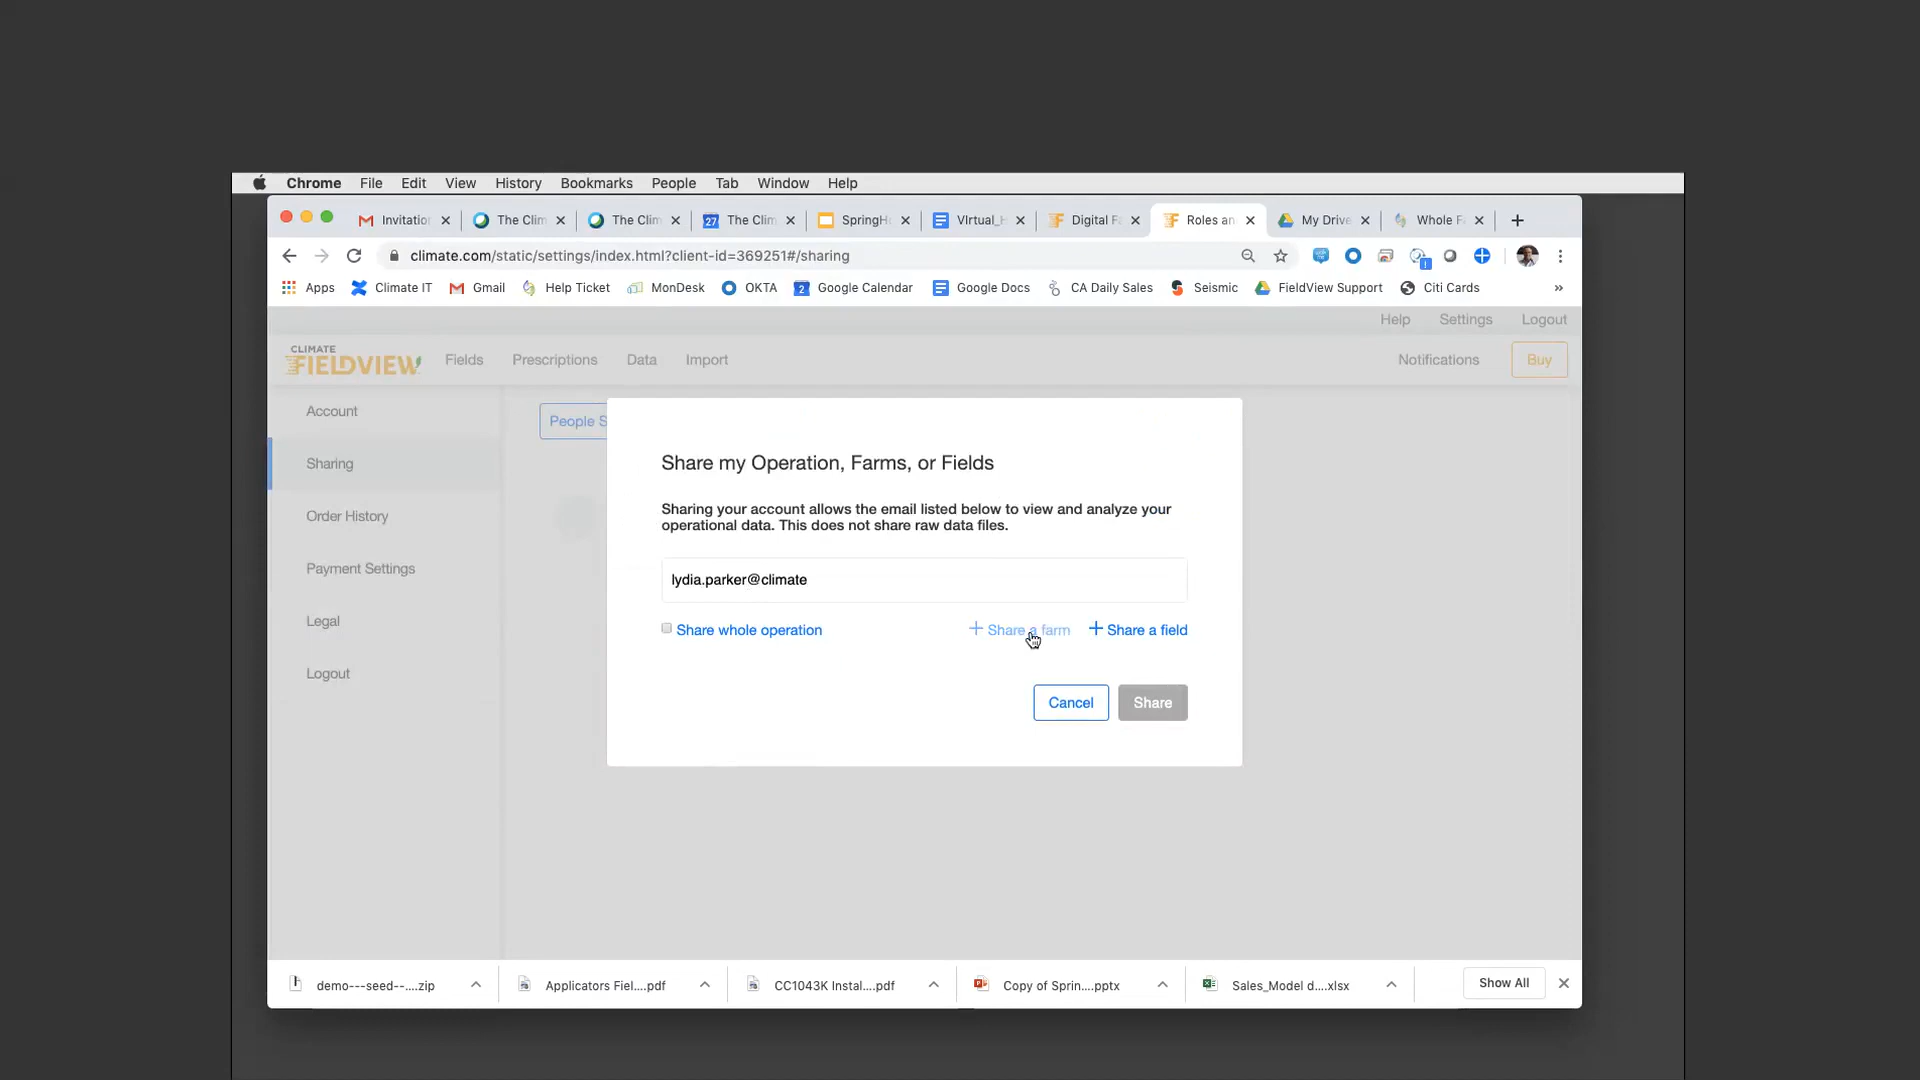 Chrome File Edit View History Bookmarks People Tab Window Help
Invitatio The Clim The Clim 27 The Clim SpringHo VIrtual_H Digital Fa Roles an My Drive Whole Fa
climate.com/static/settings/index.html?client-id=369251#/sharing
Apps Climate IT Gmail Help Ticket MonDesk OKTA 2 Google Calendar Google Docs CA Daily Sales Seismic FieldView Support Citi Cards »
Help Settings Logout
CLIMATE
FIELDVIEW
Fields Prescriptions Data Import Notifications Buy
Account
People S
Sharing
Order History
Payment Settings
Legal
Logout
Share my Operation, Farms, or Fields
Sharing your account allows the email listed below to view and analyze your
operational data. This does not share raw data files.
lydia.parker@climate
Share whole operation + Share a farm + Share a field
Cancel Share
demo---seed--....zip Applicators Fiel....pdf CC1043K Instal....pdf Copy of Sprin....pptx Sales_Model d....xlsx Show All